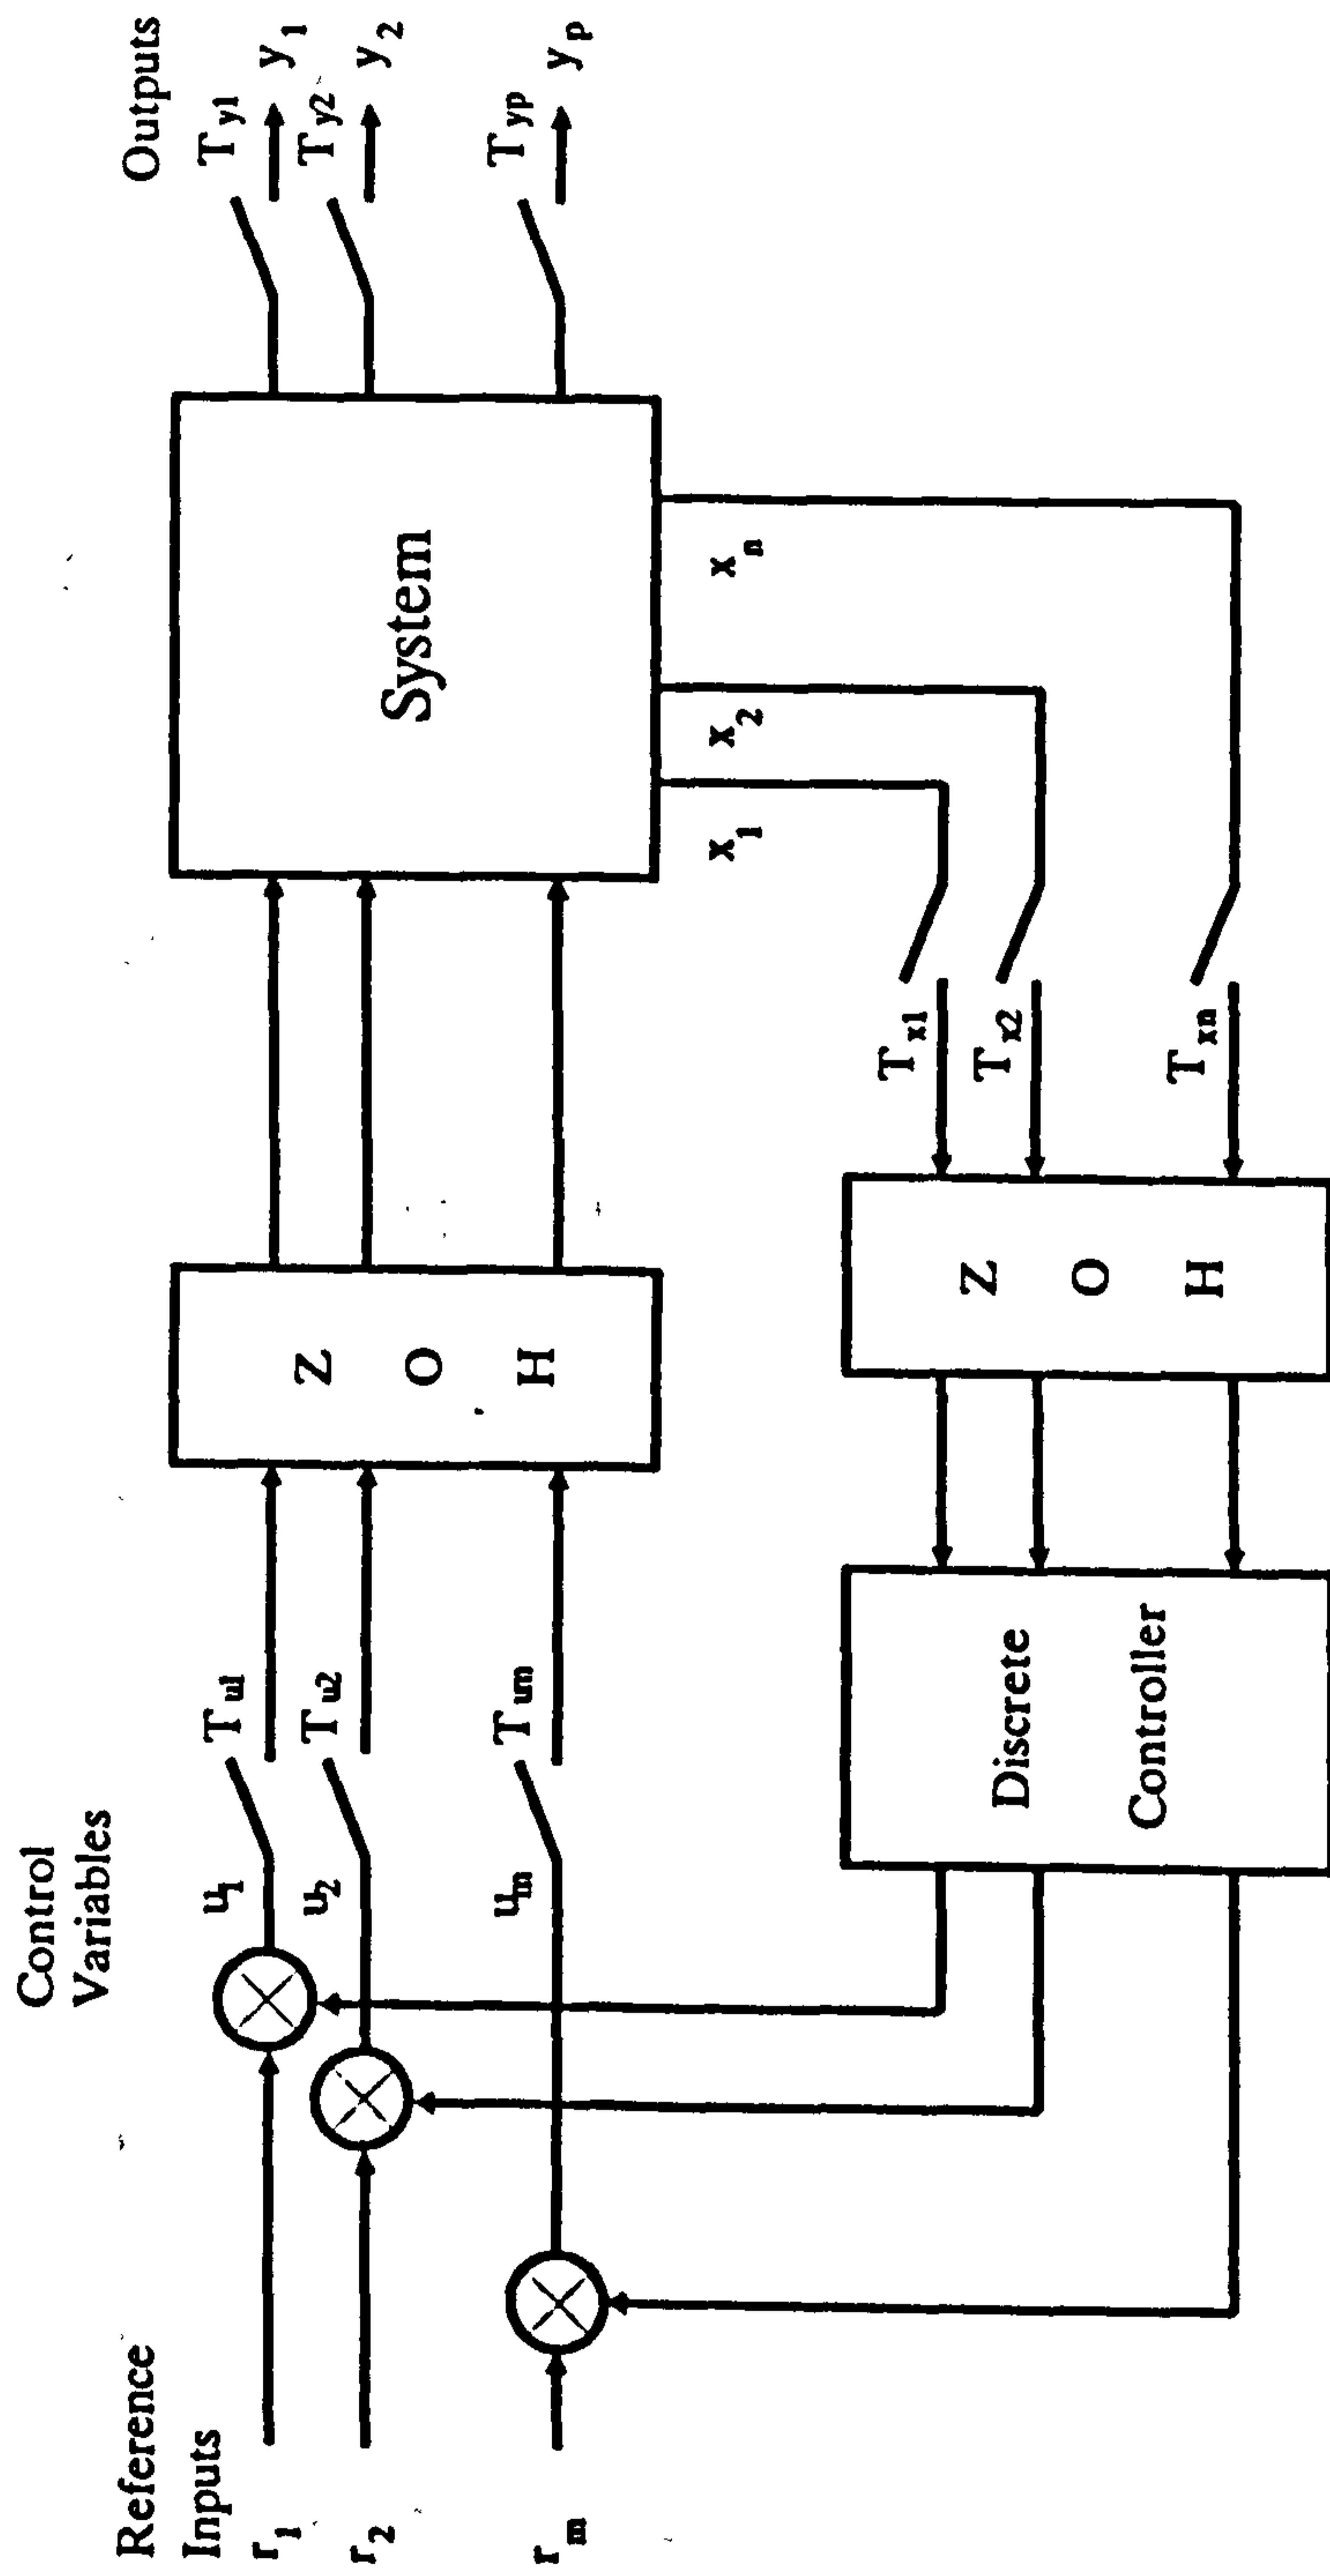 Reference
Inputs
Control
Variables
Outputs
r1
u1
Tu1
Ty1
y1
r2
u2
Tu2
Ty2
y2
rm
um
Tum
Typ
yp
Z
O
H
System
x1
x2
xn
Tx1
Tx2
Txn
Discrete
Controller
Z
O
H